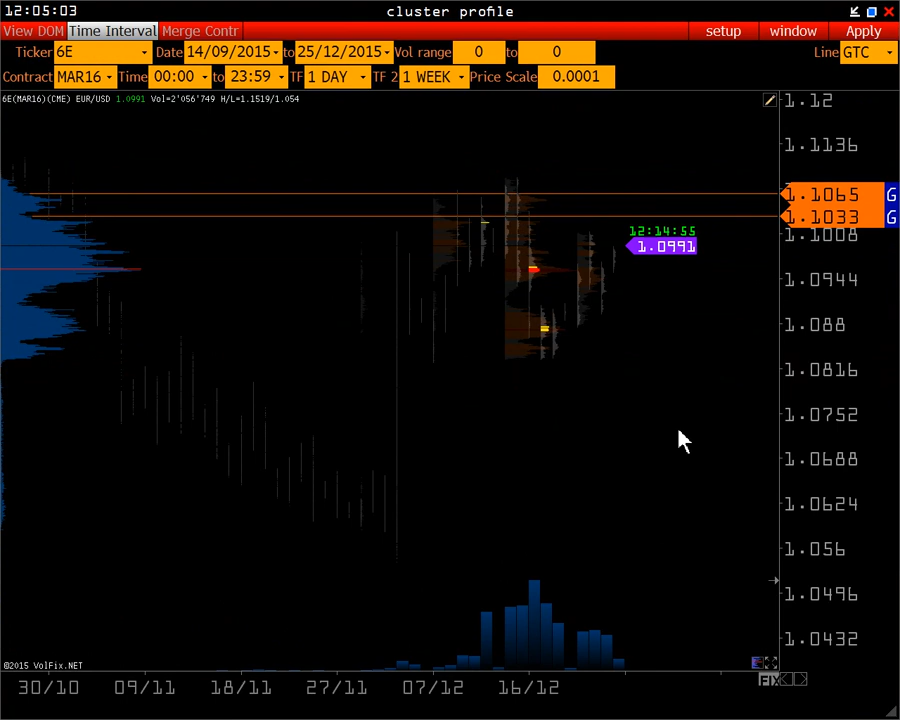 12:05:03 cluster profile
View DOM Time Interval Merge Contr setup window Apply
Ticker 6E Date 14/09/2015 to 25/12/2015 Vol range 0 to 0 Line GTC
Contract MAR16 Time 00:00 to 23:59 TF 1 DAY TF 2 1 WEEK Price Scale 0.0001
6E(MAR16)(CME) EUR/USD 1.0991 Vol=2'056'749 H/L=1.1519/1.054
1.12
1.1136
1.1065 G
1.1033 G
1.1008
12:14:55
1.0991
1.0944
1.088
1.0816
1.0752
1.0688
1.0624
1.056
1.0496
1.0432
©2015 VolFix.NET
FIX
30/10 09/11 18/11 27/11 07/12 16/12